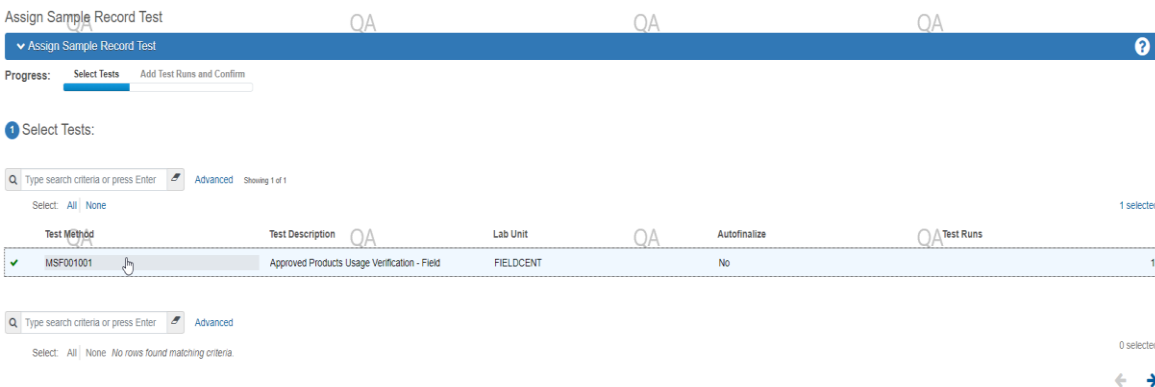 Assign Sample Record Test
QA QA QA QA
Assign Sample Record Test ?
Progress: Select Tests Add Test Runs and Confirm
1 Select Tests:
Type search criteria or press Enter Advanced Showing 1 of 1
Select: All None 1 selected
Test Method Test Description Lab Unit Autofinalize Test Runs
QA QA QA QA
MSF001001 Approved Products Usage Verification - Field FIELDCENT No 1
Type search criteria or press Enter Advanced
Select: All None No rows found matching criteria. 0 selected